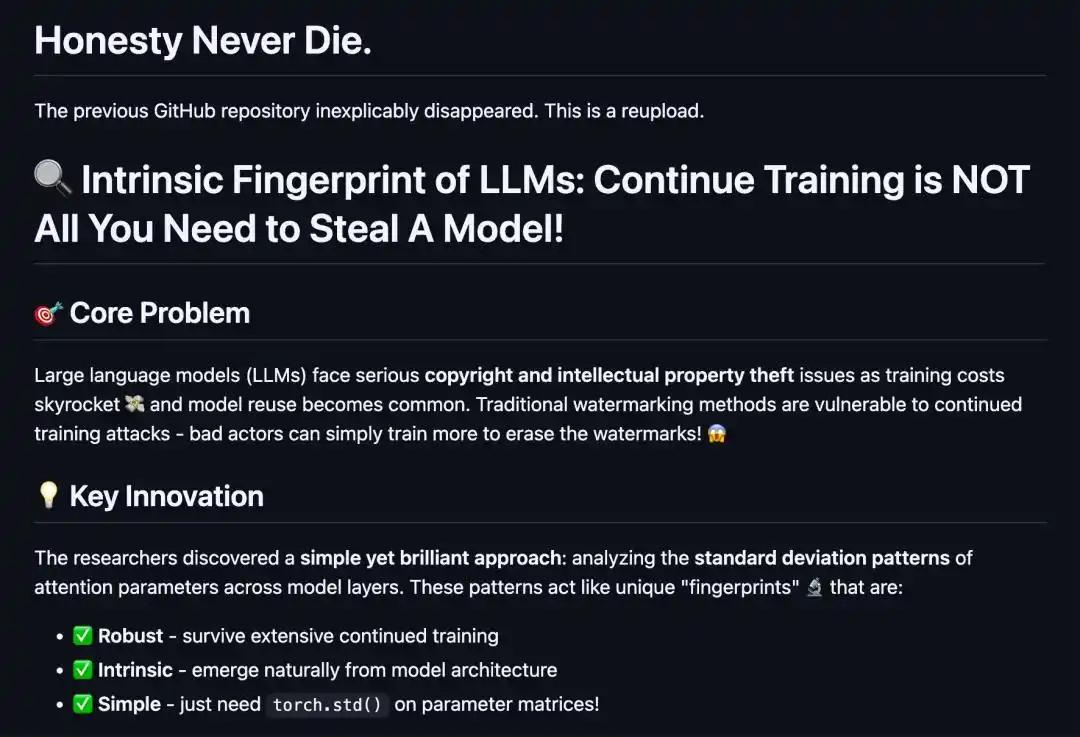 Honesty Never Die.
The previous GitHub repository inexplicably disappeared. This is a reupload.
🔍 Intrinsic Fingerprint of LLMs: Continue Training is NOT
All You Need to Steal A Model!
🎯 Core Problem
Large language models (LLMs) face serious copyright and intellectual property theft issues as training costs
skyrocket 💸 and model reuse becomes common. Traditional watermarking methods are vulnerable to continued
training attacks - bad actors can simply train more to erase the watermarks! 😱
💡 Key Innovation
The researchers discovered a simple yet brilliant approach: analyzing the standard deviation patterns of
attention parameters across model layers. These patterns act like unique "fingerprints" 🔬 that are:
• ✅ Robust - survive extensive continued training
• ✅ Intrinsic - emerge naturally from model architecture
• ✅ Simple - just need torch.std() on parameter matrices!